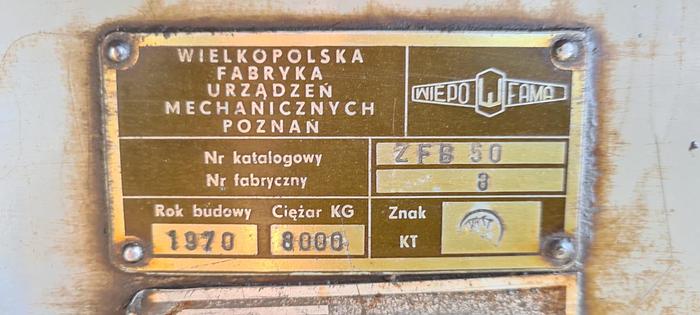 WIELKOPOLSKA
FABRYKA
URZĄDZEŃ
MECHANICZNYCH
POZNAŃ
WIEPO FAMA
Nr katalogowy ZFB 50
Nr fabryczny 3
Rok budowy Ciężar KG
1970 8000
Znak
KT